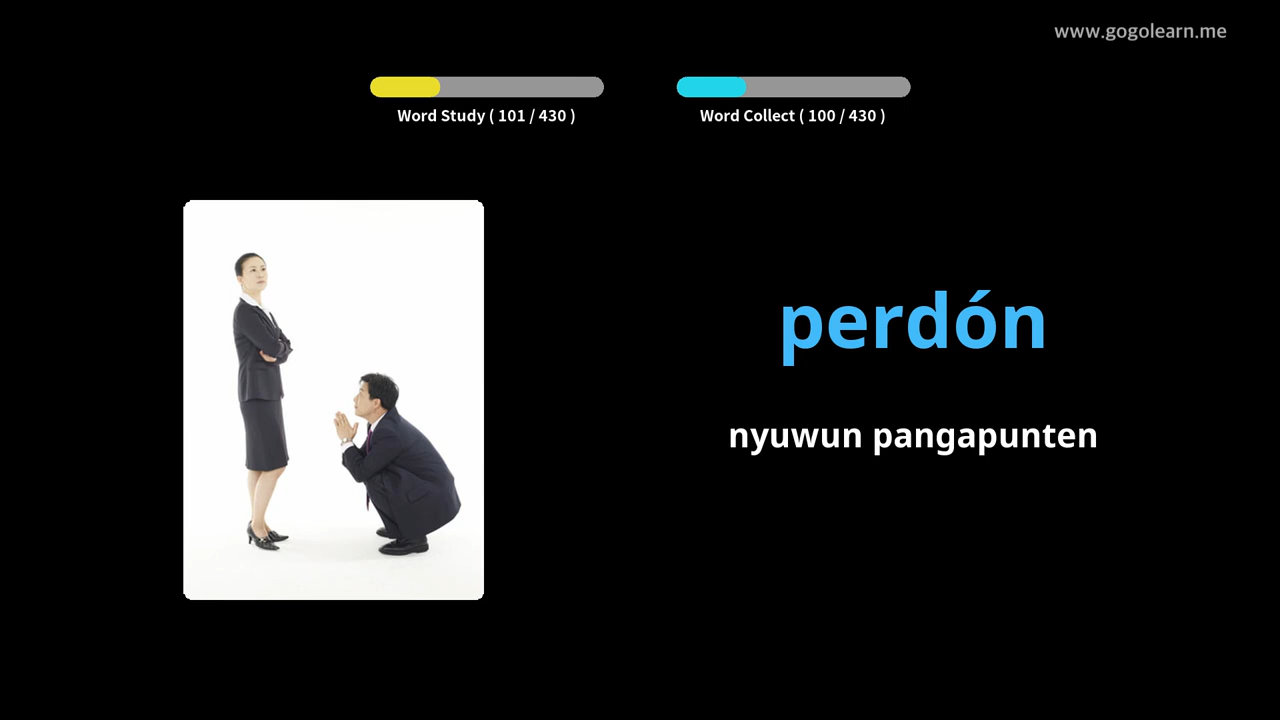 www.gogolearn.me
Word Study ( 101 / 430 )
Word Collect ( 100 / 430 )
perdón
nyuwun pangapunten